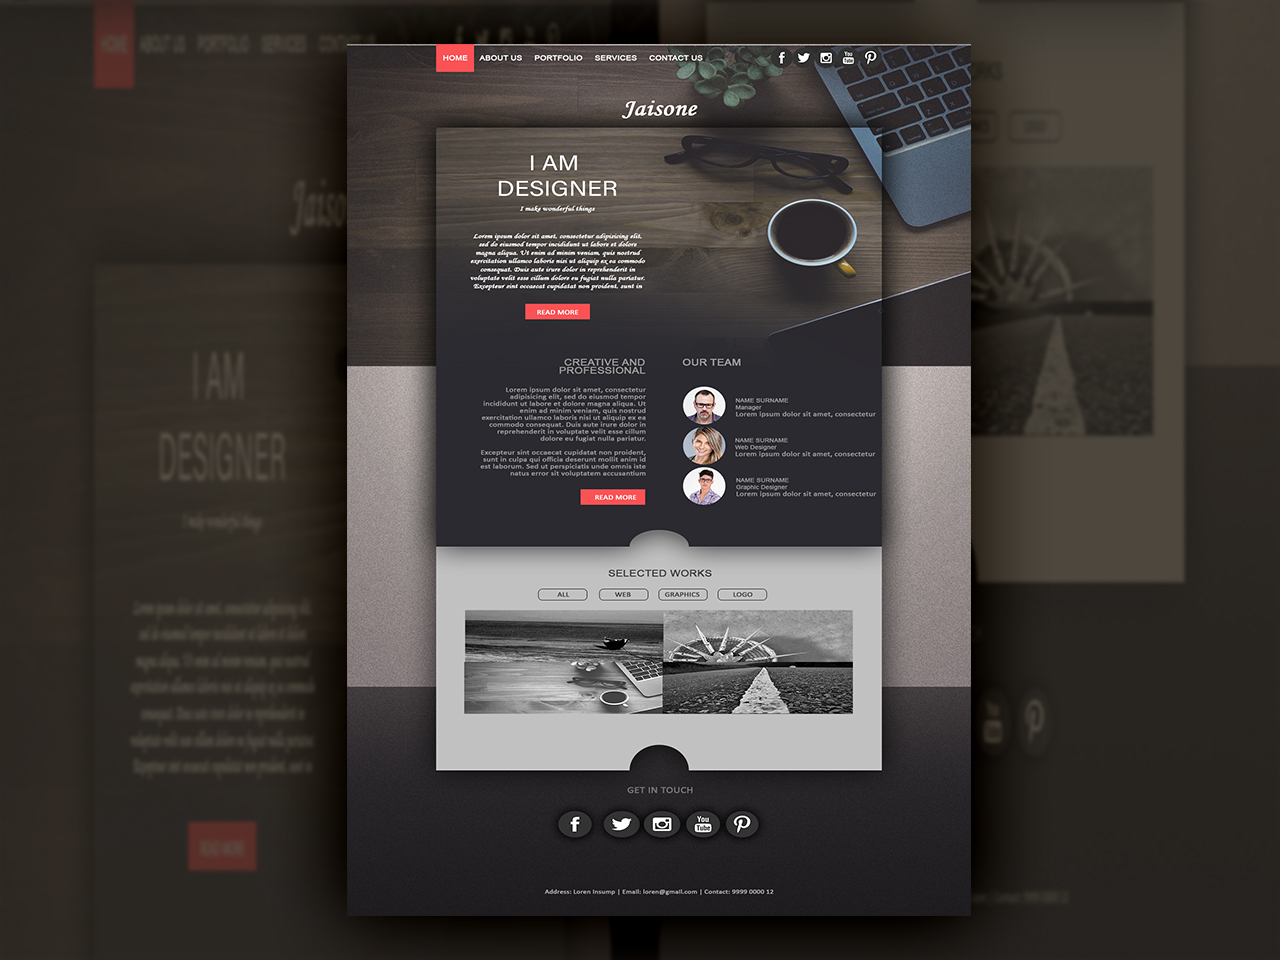 HOME ABOUT US PORTFOLIO SERVICES CONTACT US
You Tube
Jaisone
I AM
DESIGNER
I make wonderful things
Lorem ipsum dolor sit amet, consectetur adipisicing elit,
sed do eiusmod tempor incididunt ut labore et dolore
magna aliqua. Ut enim ad minim veniam, quis nostrud
exprcitation ullamco laboris nisi ut aliquip ex ea commodo
consequat. Duis aute irure dolor in reprehenderit in
voluptate velit esse cillum dolore eu fugiat nulla pariatur.
Excepteur sint occaecat cupidatat non proident, sunt in
READ MORE
CREATIVE AND
PROFESSIONAL
Lorem ipsum dolor sit amet, consectetur
adipisicing elit, sed do eiusmod tempo
incididunt ut labore et dolore magna aliqua. Ut
enim ad minim veniam, quis nostrud
exercitation ullamco laboris nisi ut aliquip ex ea
commodo consequat. Duis aute irure dolor in
reprehenderit in voluptate velit esse cillum
dolore eu fugiat nulla pariatur.
Excepteur sint occaecat cupidatat non proident,
sunt in culpa qui officia deserunt mollit anim id
est laborum. Sed ut perspiciatis unde omnis iste
natus error sit voluptatem accusantium
READ MORE
OUR TEAM
NAME SURNAME
Manager
Lorem ipsum dolor sit amet, consectetur
NAME SURNAME
Web Designer
Lorem ipsum dolor sit amet, consectetur
NAME SURNAME
Graphic Designer
Lorem ipsum dolor sit amet, consectetur
SELECTED WORKS
ALL WEB GRAPHICS LOGO
GET IN TOUCH
You Tube
Address: Loren Insump | Email: loren@gmail.com | Contact: 9999 0000 12